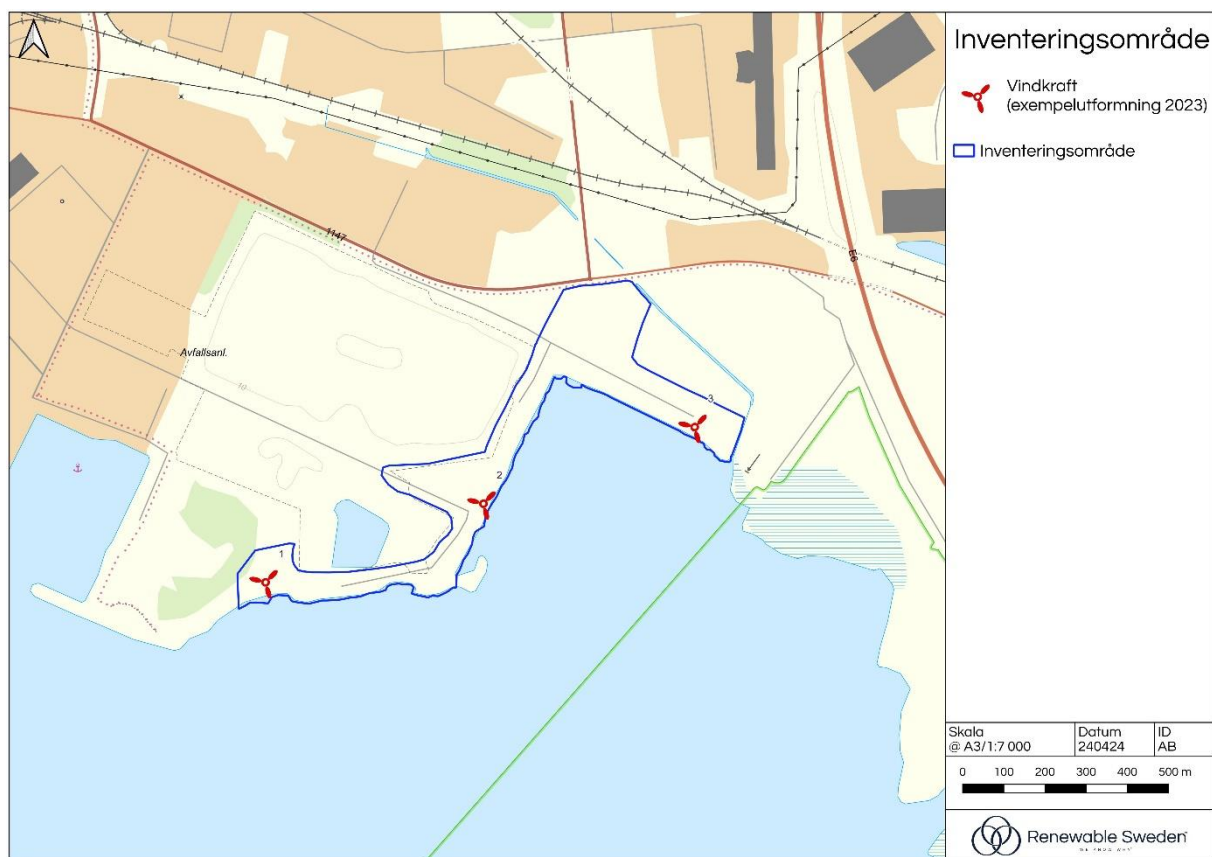 Inventeringsområde
Vindkraft
(exempelutformning 2023)
Inventeringsområde
1147
E6
Avfallsanl.
10
3
2
1
Skala
@ A3/1:7 000
Datum
240424
ID
AB
0 100 200 300 400 500 m
Renewable Sweden